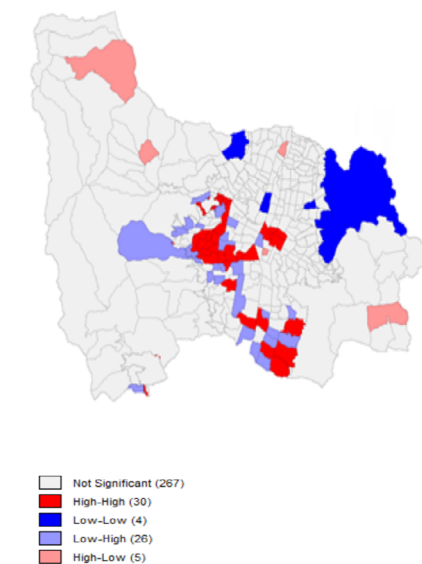 Not Significant (267)
High-High (30)
Low-Low (4)
Low-High (26)
High-Low (5)